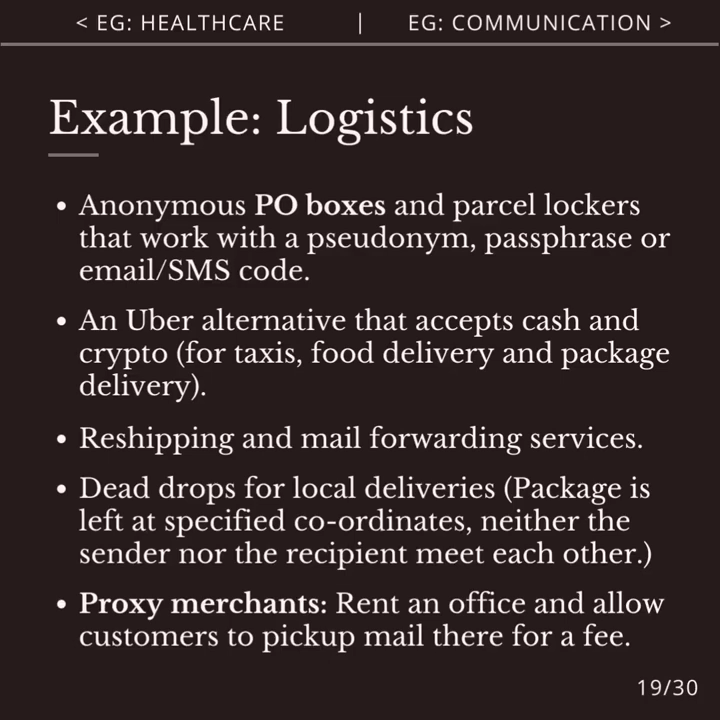 < EG: HEALTHCARE | EG: COMMUNICATION >
Example: Logistics
• Anonymous PO boxes and parcel lockers
that work with a pseudonym, passphrase or
email/SMS code.
• An Uber alternative that accepts cash and
crypto (for taxis, food delivery and package
delivery).
• Reshipping and mail forwarding services.
• Dead drops for local deliveries (Package is
left at specified co-ordinates, neither the
sender nor the recipient meet each other.)
• Proxy merchants: Rent an office and allow
customers to pickup mail there for a fee.
19/30